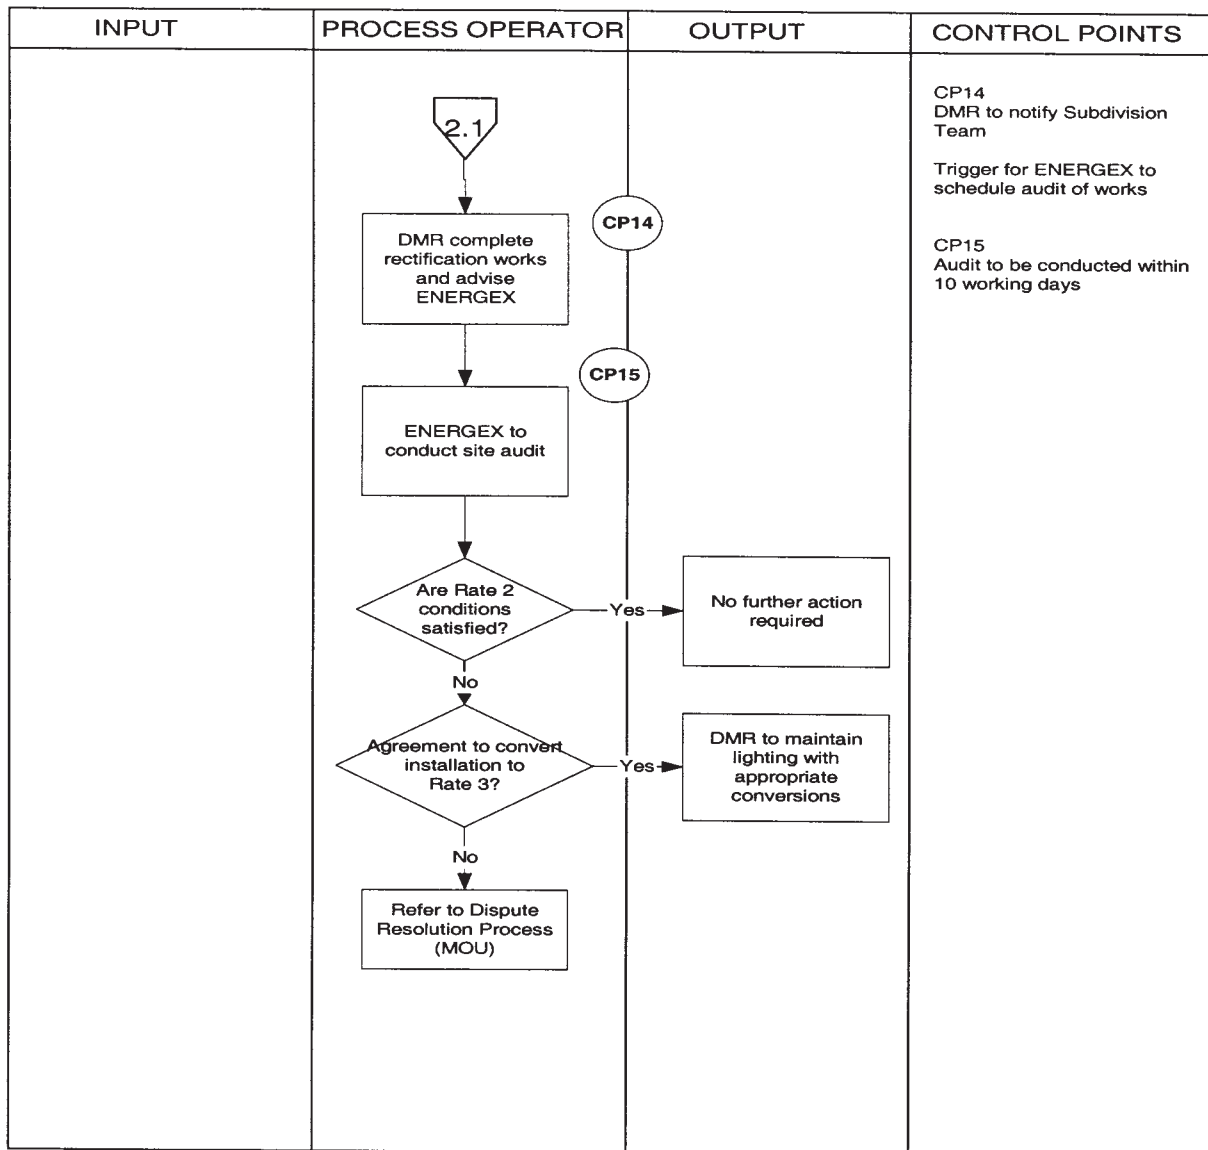 INPUT
PROCESS OPERATOR
OUTPUT
CONTROL POINTS
2.1
CP14
DMR to notify Subdivision
Team
Trigger for ENERGEX to
schedule audit of works
CP15
Audit to be conducted within
10 working days
CP14
DMR complete
rectification works
and advise
ENERGEX
CP15
ENERGEX to
conduct site audit
Are Rate 2
conditions
satisfied?
Yes
No further action
required
No
Agreement to convert
installation to
Rate 3?
Yes
DMR to maintain
lighting with
appropriate
conversions
No
Refer to Dispute
Resolution Process
(MOU)